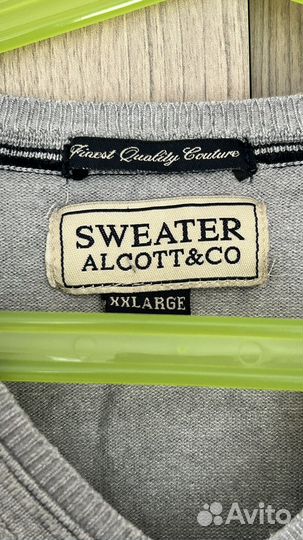 Finest Quality Couture
SWEATER
ALCOTT&CO
XXLARGE
Avito